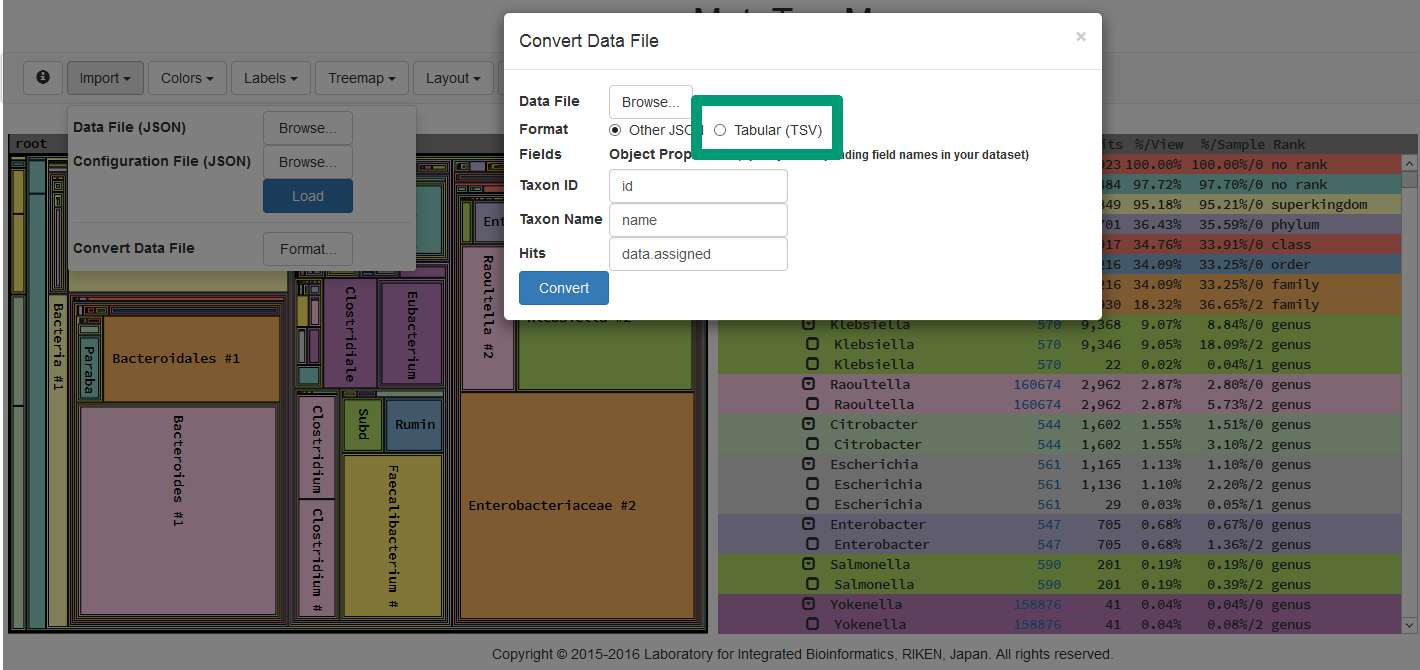 Convert Data File
×
Import
Colors
Labels
Treemap
Layout
Data File (JSON)
Browse...
Configuration File (JSON)
Browse...
Load
Convert Data File
Format...
Data File
Browse...
Format
Other JSO
Tabular (TSV)
Fields
Object Prop
nding field names in your dataset)
Taxon ID
id
Taxon Name
name
Hits
data.assigned
Convert
root
Bacteria #1
Paraba
Bacteroidales #1
Bacteroides #1
Clostridiale
Eubacterium
Clostridium
Clostridium #
Subd
Rumin
Faecalibacterium #
Ent
Raoultella #2
Klebsiella #2
Enterobacteriaceae #2
its %/View %/Sample Rank
023 100.00% 100.00%/0 no rank
484 97.72% 97.70%/0 no rank
849 95.18% 95.21%/0 superkingdom
701 36.43% 35.59%/0 phylum
917 34.76% 33.91%/0 class
216 34.09% 33.25%/0 order
216 34.09% 33.25%/0 family
930 18.32% 36.65%/2 family
Klebsiella 570 9,368 9.07% 8.84%/0 genus
Klebsiella 570 9,346 9.05% 18.09%/2 genus
Klebsiella 570 22 0.02% 0.04%/1 genus
Raoultella 160674 2,962 2.87% 2.80%/0 genus
Raoultella 160674 2,962 2.87% 5.73%/2 genus
Citrobacter 544 1,602 1.55% 1.51%/0 genus
Citrobacter 544 1,602 1.55% 3.10%/2 genus
Escherichia 561 1,165 1.13% 1.10%/0 genus
Escherichia 561 1,136 1.10% 2.20%/2 genus
Escherichia 561 29 0.03% 0.05%/1 genus
Enterobacter 547 705 0.68% 0.67%/0 genus
Enterobacter 547 705 0.68% 1.36%/2 genus
Salmonella 590 201 0.19% 0.19%/0 genus
Salmonella 590 201 0.19% 0.39%/2 genus
Yokenella 158876 41 0.04% 0.04%/0 genus
Yokenella 158876 41 0.04% 0.08%/2 genus
Copyright © 2015-2016 Laboratory for Integrated Bioinformatics, RIKEN, Japan. All rights reserved.